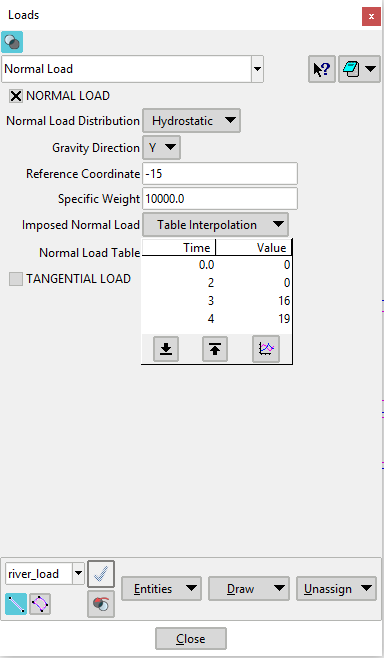 Loads
x
Normal Load
?
NORMAL LOAD
Normal Load Distribution Hydrostatic
Gravity Direction Y
Reference Coordinate -15
Specific Weight 10000.0
Imposed Normal Load Table Interpolation
Normal Load Table Time Value
0.0 0
TANGENTIAL LOAD 2 0
3 16
4 19
river_load
Entities Draw Unassign
Close